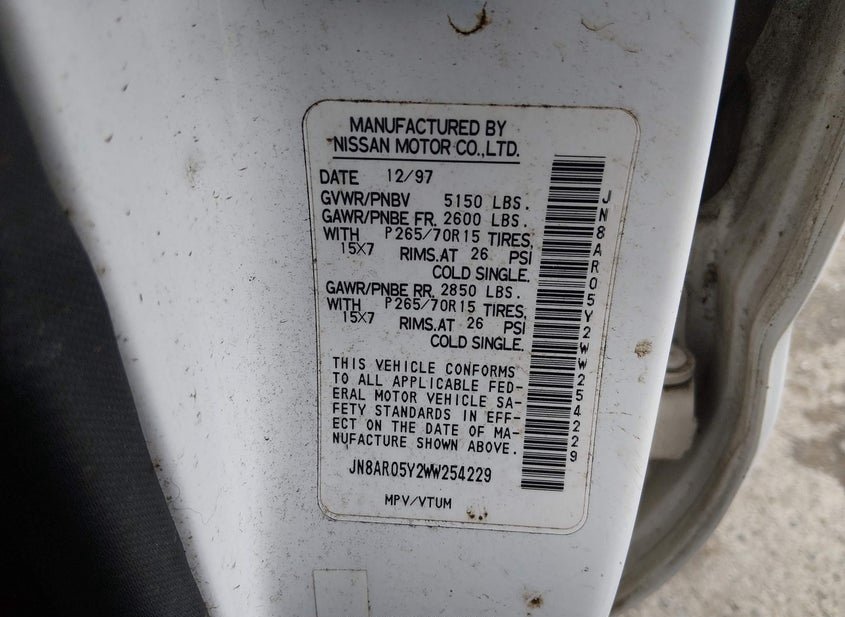 MANUFACTURED BY
NISSAN MOTOR CO.,LTD.
DATE 12/97
GVWR/PNBV 5150 LBS.
GAWR/PNBE FR. 2600 LBS.
WITH P265/70R15 TIRES,
15X7 RIMS.AT 26 PSI
COLD SINGLE.
GAWR/PNBE RR. 2850 LBS.
WITH P265/70R15 TIRES,
15X7 RIMS.AT 26 PSI
COLD SINGLE.
THIS VEHICLE CONFORMS
TO ALL APPLICABLE FED-
ERAL MOTOR VEHICLE SA-
FETY STANDARDS IN EFF-
ECT ON THE DATE OF MA-
NUFACTURE SHOWN ABOVE.
JN8AR05Y2WW254229
MPV/VTUM
JN8AR05Y2WW254229